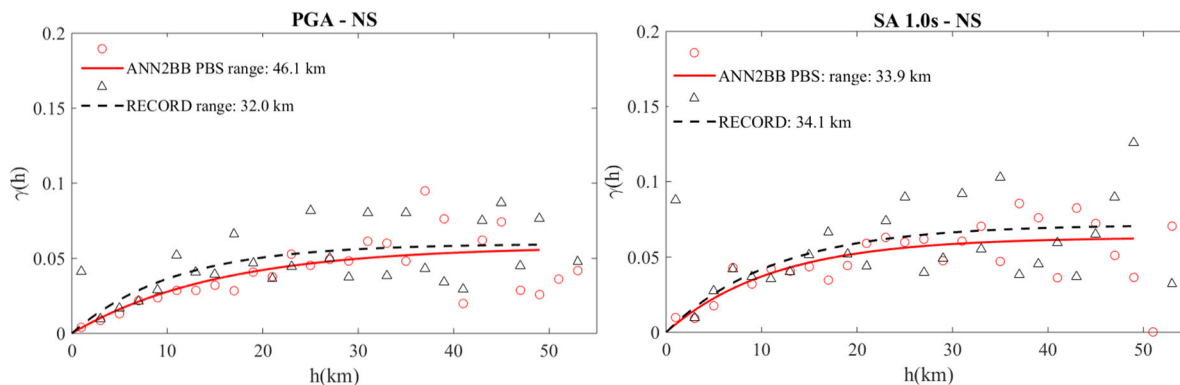 PGA - NS
0.2
0.15
0.1
0.05
0
γ(h)
ANN2BB PBS range: 46.1 km
RECORD range: 32.0 km
0 10 20 30 40 50
h(km)
SA 1.0s - NS
0.2
0.15
0.1
0.05
0
γ(h)
ANN2BB PBS: range: 33.9 km
RECORD: 34.1 km
0 10 20 30 40 50
h(km)